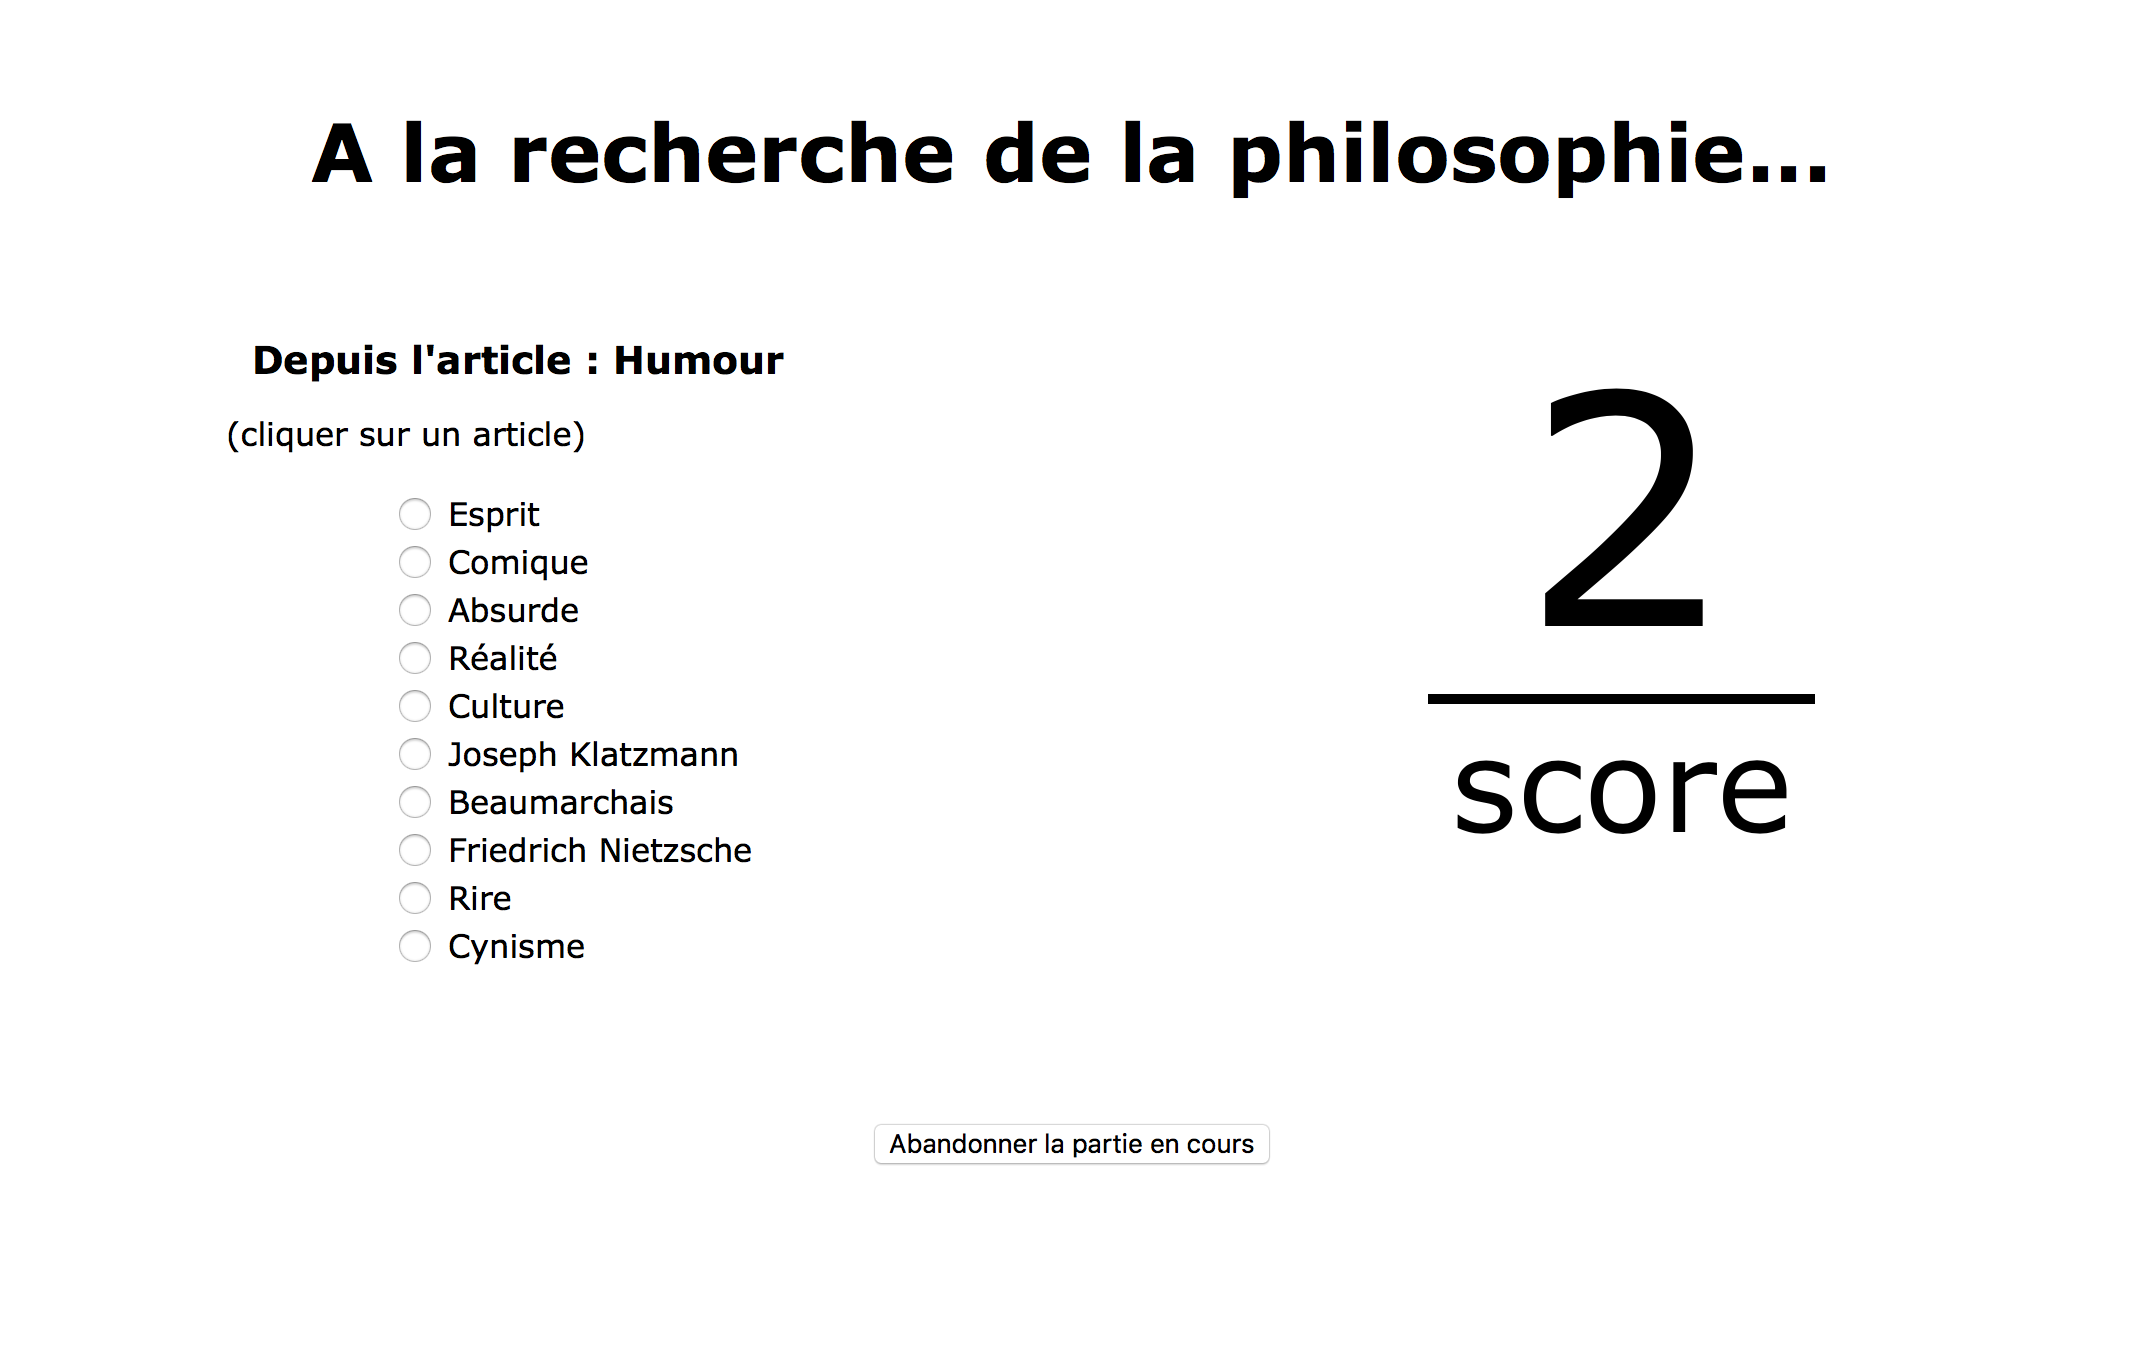 A la recherche de la philosophie...
Depuis l'article : Humour
(cliquer sur un article)
Esprit
Comique
Absurde
Réalité
Culture
Joseph Klatzmann
Beaumarchais
Friedrich Nietzsche
Rire
Cynisme
2
score
Abandonner la partie en cours